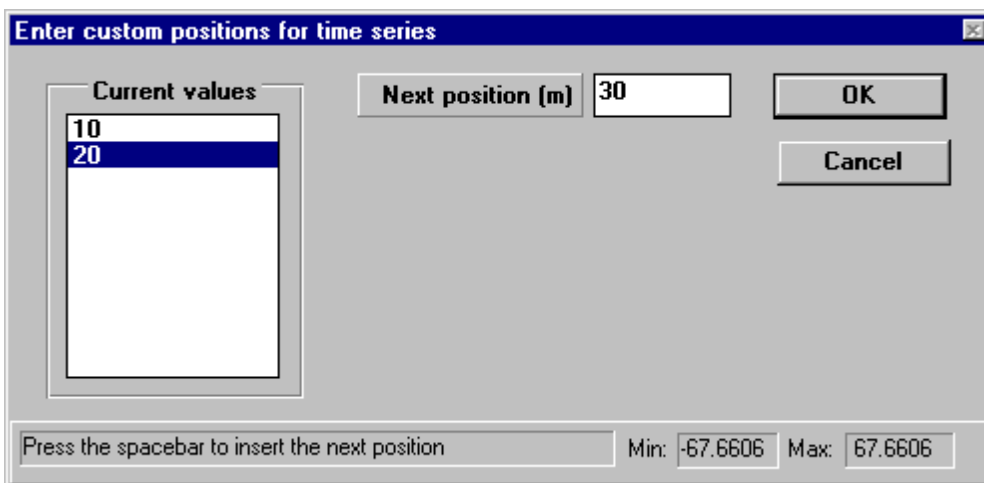 Enter custom positions for time series
Current values
10
20
Next position (m) 30
OK
Cancel
Press the spacebar to insert the next position Min: -67.6606 Max: 67.6606